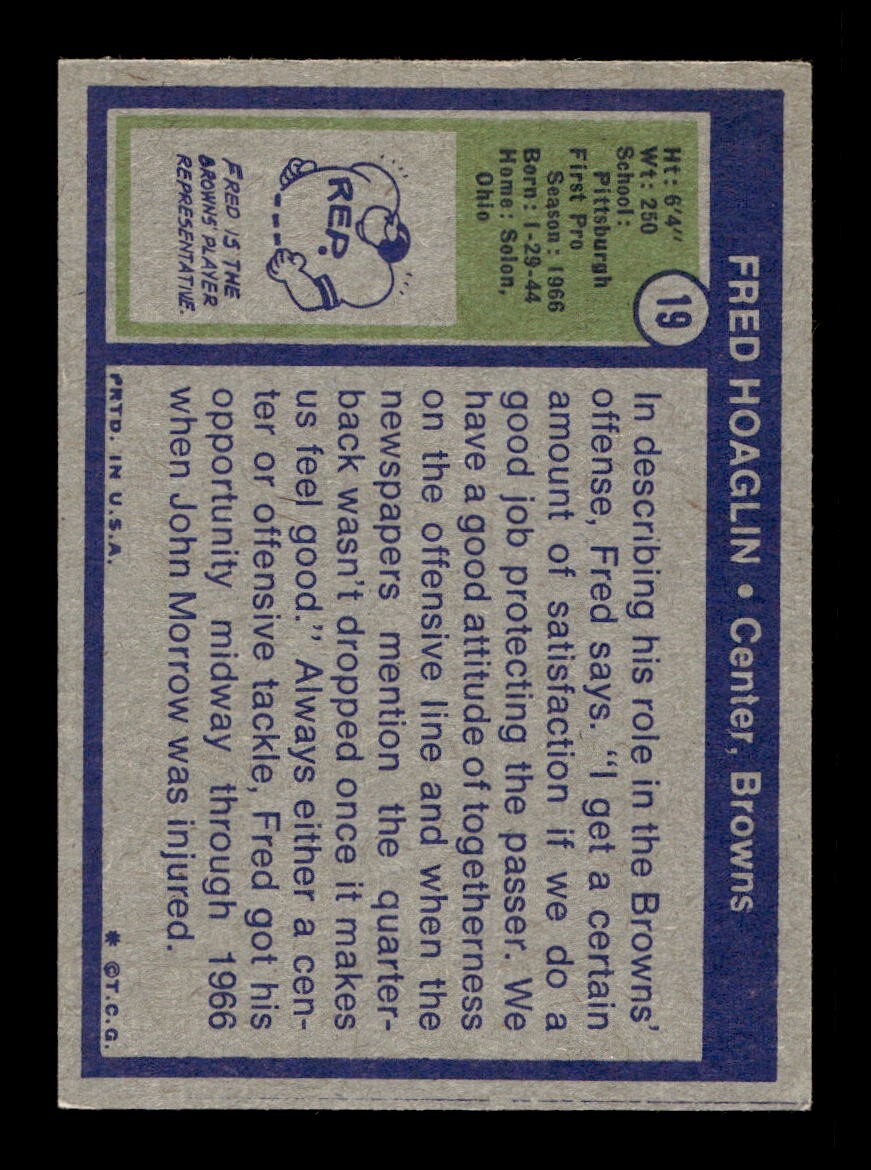 FRED HOAGLIN • Center, Browns
19
Ht: 6'4"
Wt: 250
School:
Pittsburgh
First Pro
Season: 1966
Born: 1-29-44
Home: Solon,
Ohio
REP.
FRED IS THE
BROWNS' PLAYER
REPRESENTATIVE.
In describing his role in the Browns'
offense, Fred says. "I get a certain
amount of satisfaction if we do a
good job protecting the passer. We
have a good attitude of togetherness
on the offensive line and when the
newspapers mention the quarter-
back wasn't dropped once it makes
us feel good." Always either a cen-
ter or offensive tackle, Fred got his
opportunity midway through 1966
when John Morrow was injured.
PRTD. IN U.S.A.
* ©T.C.G.